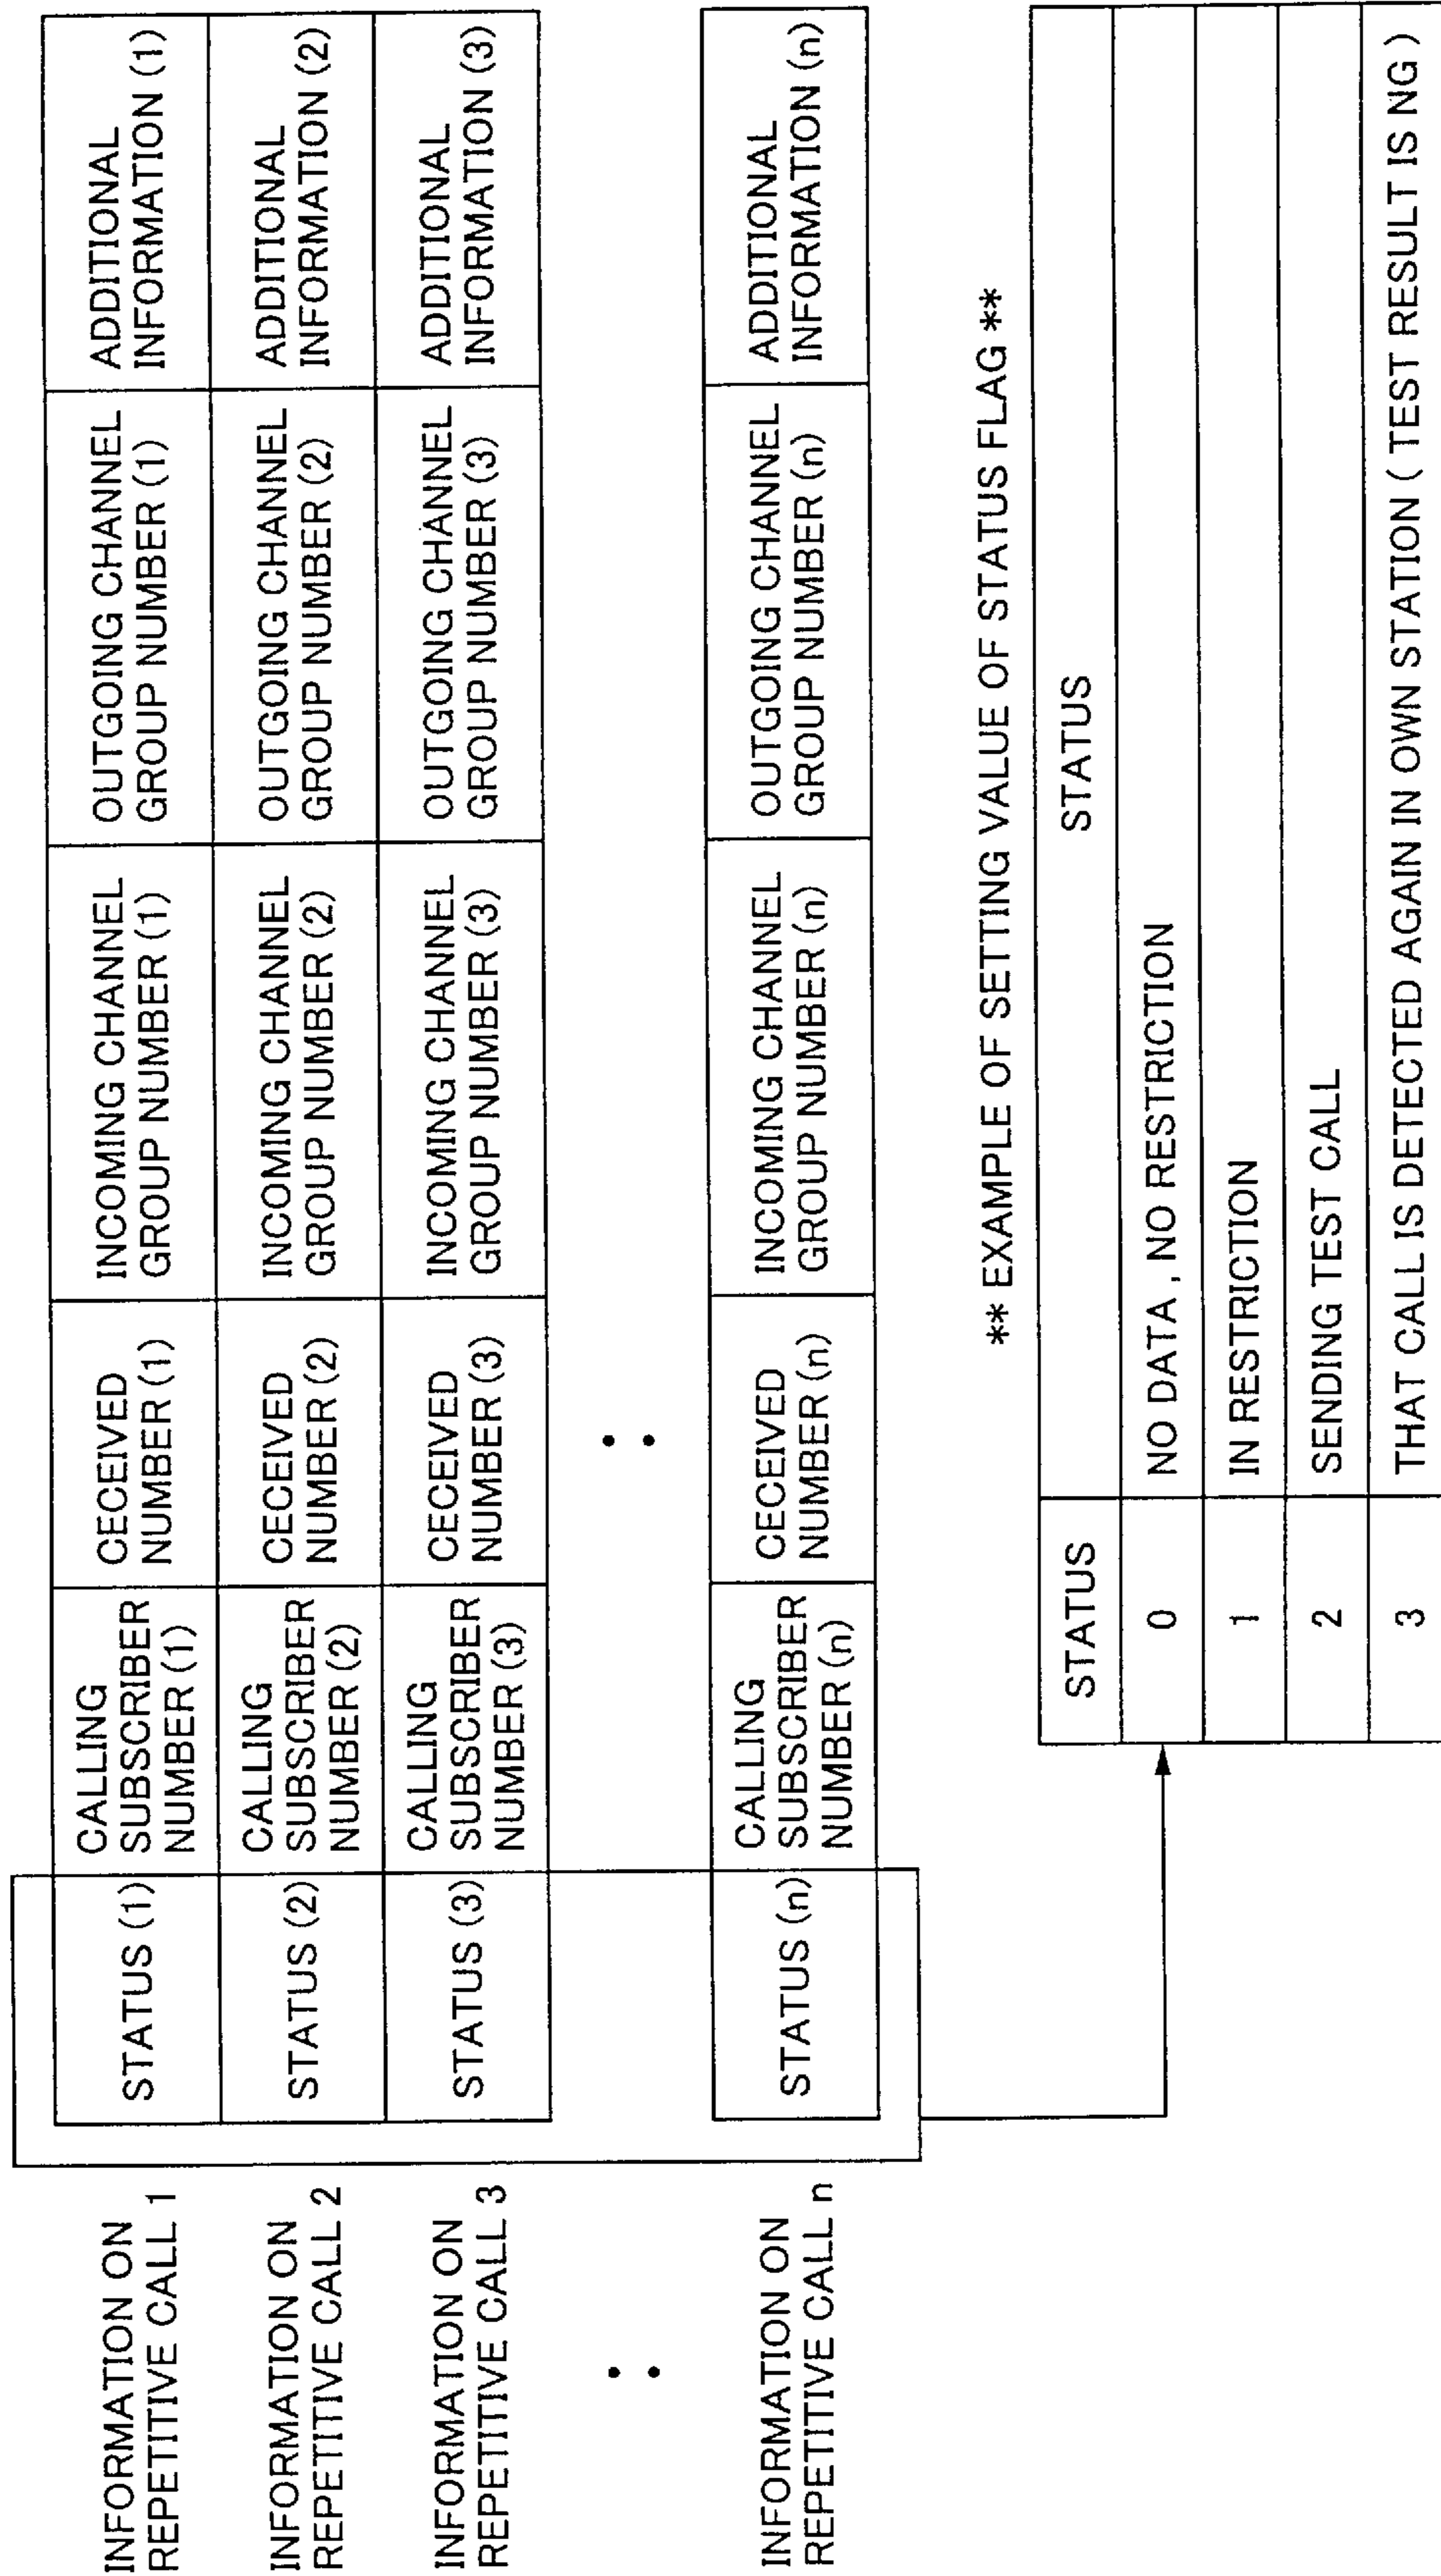 INFORMATION ON
REPETITIVE CALL 1
STATUS (1)
CALLING
SUBSCRIBER
NUMBER (1)
CECEIVED
NUMBER (1)
INCOMING CHANNEL
GROUP NUMBER (1)
OUTGOING CHANNEL
GROUP NUMBER (1)
ADDITIONAL
INFORMATION (1)
INFORMATION ON
REPETITIVE CALL 2
STATUS (2)
CALLING
SUBSCRIBER
NUMBER (2)
CECEIVED
NUMBER (2)
INCOMING CHANNEL
GROUP NUMBER (2)
OUTGOING CHANNEL
GROUP NUMBER (2)
ADDITIONAL
INFORMATION (2)
INFORMATION ON
REPETITIVE CALL 3
STATUS (3)
CALLING
SUBSCRIBER
NUMBER (3)
CECEIVED
NUMBER (3)
INCOMING CHANNEL
GROUP NUMBER (3)
OUTGOING CHANNEL
GROUP NUMBER (3)
ADDITIONAL
INFORMATION (3)
INFORMATION ON
REPETITIVE CALL n
STATUS (n)
CALLING
SUBSCRIBER
NUMBER (n)
CECEIVED
NUMBER (n)
INCOMING CHANNEL
GROUP NUMBER (n)
OUTGOING CHANNEL
GROUP NUMBER (n)
ADDITIONAL
INFORMATION (n)
** EXAMPLE OF SETTING VALUE OF STATUS FLAG **
STATUS STATUS
0 NO DATA, NO RESTRICTION
1 IN RESTRICTION
2 SENDING TEST CALL
3 THAT CALL IS DETECTED AGAIN IN OWN STATION ( TEST RESULT IS NG )